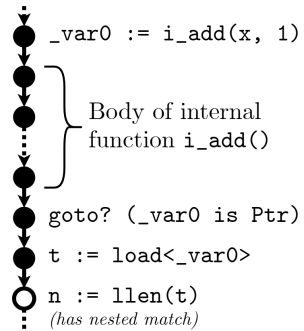 _var0 := i_add(x, 1)
Body of internal
function i_add()
goto? (_var0 is Ptr)
t := load<_var0>
n := llen(t)
(has nested match)